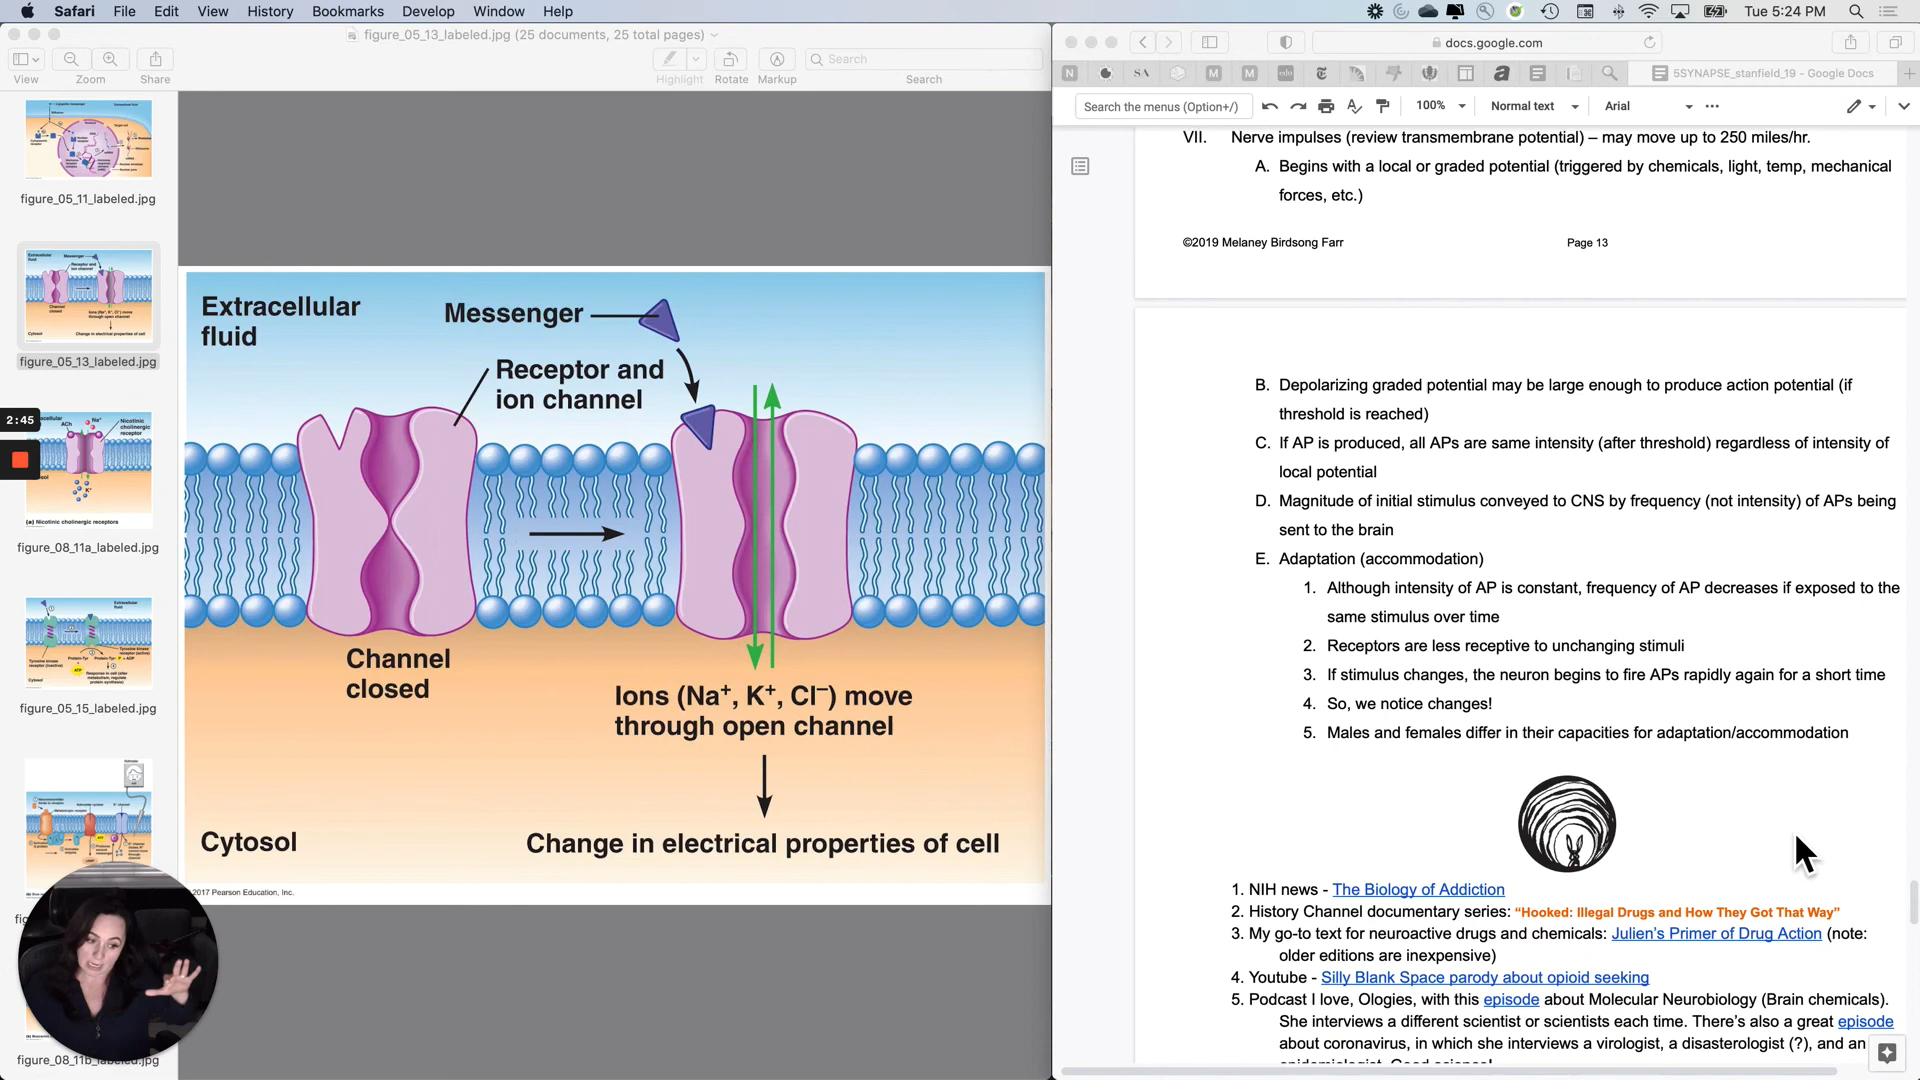 Safari File Edit View History Bookmarks Develop Window Help
Tue 5:24 PM
figure_05_13_labeled.jpg (25 documents, 25 total pages)
View
Zoom
Share
Highlight
Rotate
Markup
Search
Search
figure_05_11_labeled.jpg
figure_05_13_labeled.jpg
2:45
figure_08_11a_labeled.jpg
figure_05_15_labeled.jpg
figure_08_11b_labeled.jpg
Extracellular
fluid
Messenger
Receptor and
ion channel
Channel
closed
Ions (Na⁺, K⁺, Cl⁻) move
through open channel
Cytosol
Change in electrical properties of cell
2017 Pearson Education, Inc.
docs.google.com
5SYNAPSE_stanfield_19 - Google Docs
Search the menus (Option+/)
100%
Normal text
Arial
VII. Nerve impulses (review transmembrane potential) – may move up to 250 miles/hr.
A. Begins with a local or graded potential (triggered by chemicals, light, temp, mechanical
forces, etc.)
©2019 Melaney Birdsong Farr Page 13
B. Depolarizing graded potential may be large enough to produce action potential (if
threshold is reached)
C. If AP is produced, all APs are same intensity (after threshold) regardless of intensity of
local potential
D. Magnitude of initial stimulus conveyed to CNS by frequency (not intensity) of APs being
sent to the brain
E. Adaptation (accommodation)
1. Although intensity of AP is constant, frequency of AP decreases if exposed to the
same stimulus over time
2. Receptors are less receptive to unchanging stimuli
3. If stimulus changes, the neuron begins to fire APs rapidly again for a short time
4. So, we notice changes!
5. Males and females differ in their capacities for adaptation/accommodation
1. NIH news - The Biology of Addiction
2. History Channel documentary series: “Hooked: Illegal Drugs and How They Got That Way”
3. My go-to text for neuroactive drugs and chemicals: Julien’s Primer of Drug Action (note:
older editions are inexpensive)
4. Youtube - Silly Blank Space parody about opioid seeking
5. Podcast I love, Ologies, with this episode about Molecular Neurobiology (Brain chemicals).
She interviews a different scientist or scientists each time. There’s also a great episode
about coronavirus, in which she interviews a virologist, a disasterologist (?), and an